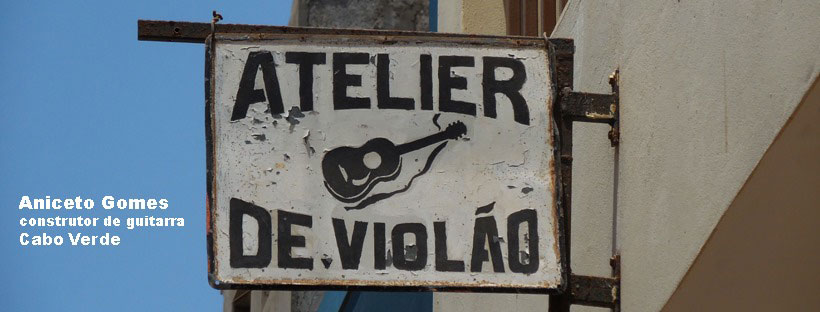 ATELIER
DE VIOLÃO
Aniceto Gomes
construtor de guitarra
Cabo Verde